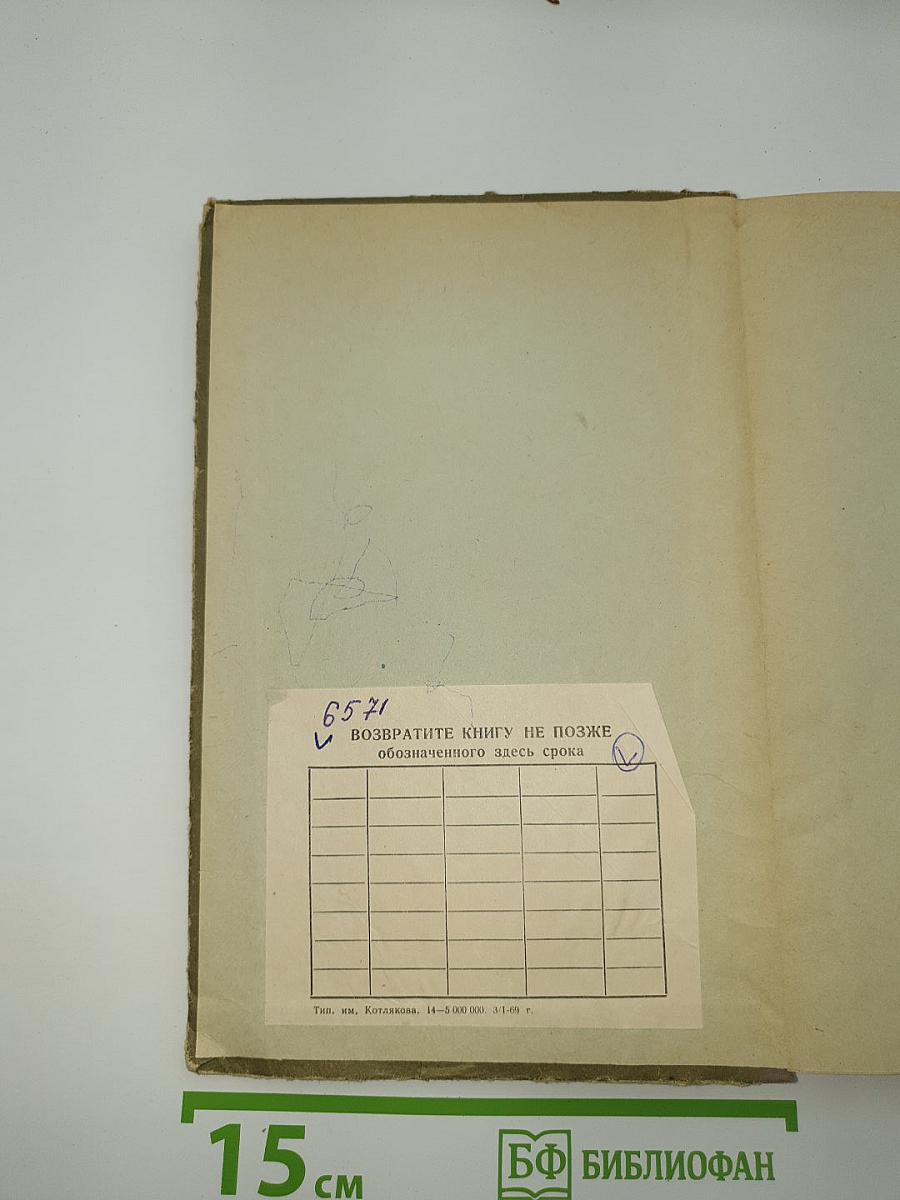 6571
ВОЗВРАТИТЕ КНИГУ НЕ ПОЗЖЕ
обозначенного здесь срока
Тип. им. Котлякова. 14—5 000 000. 3/1-69 г.
15 см
БФ БИБЛИОФАН